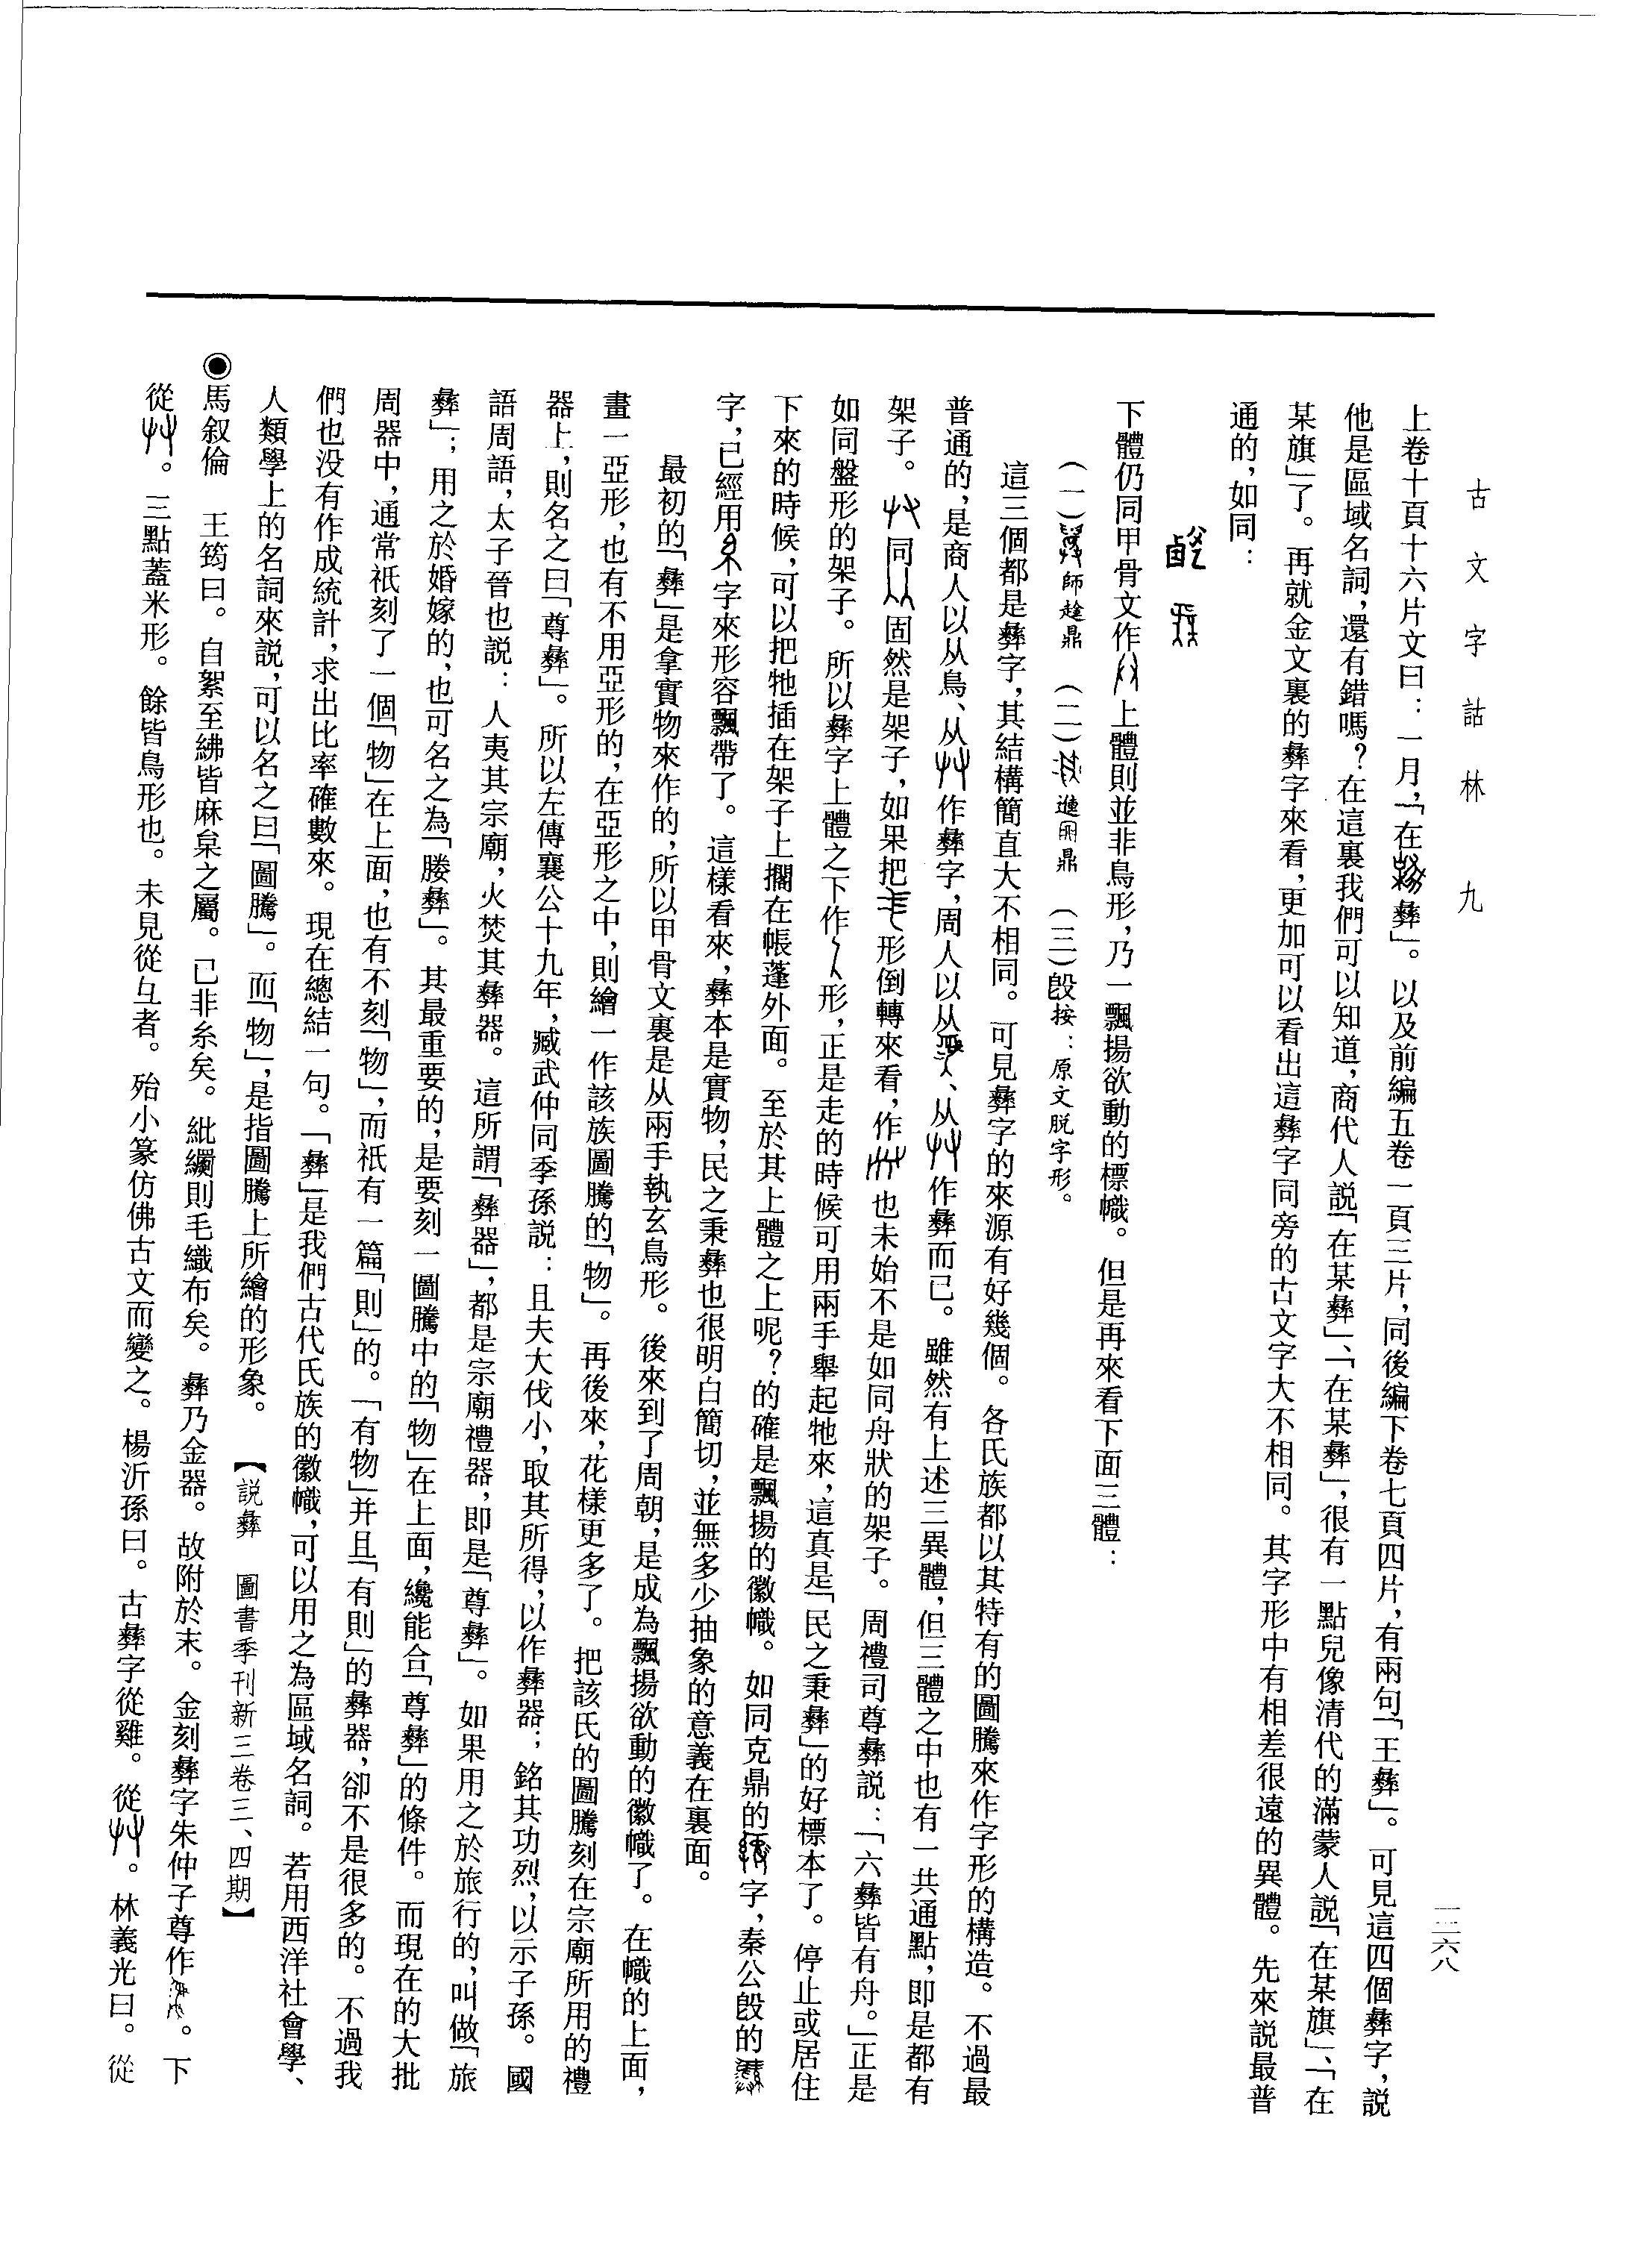 古文字詁林　九
三六八
上卷十頁十六片文曰：一月，「在彝」。以及前編五卷一頁三片，同後編下卷七頁四片，有兩句「王彝」。可見這四個彝字，説
他是區域名詞，還有錯嗎？在這裏我們可以知道，商代人説「在某彝」、「在某彝」，很有一點兒像清代的滿蒙人説「在某旗」、「在
某旗」了。再就金文裏的彝字來看，更加可以看出這彝字同旁的古文字大不相同。其字形中有相差很遠的異體。先來説最普
通的，如同：
下體仍同甲骨文作上體則並非鳥形，乃一飄揚欲動的標幟。但是再來看下面三體：
（一）師趛鼎　（二）鼎　（三）㲃按：原文脱字形。
這三個都是彝字，其結構簡直大不相同。可見彝字的來源有好幾個。各氏族都以其特有的圖騰來作字形的構造。不過最
普通的，是商人以从鳥、从作彝字，周人以从、从作彝而已。雖然有上述三異體，但三體之中也有一共通點，即是都有
架子。同固然是架子，如果把形倒轉來看，作也未始不是如同舟狀的架子。周禮司尊彝説：「六彝皆有舟。」正是
如同盤形的架子。所以彝字上體之下作形，正是走的時候可用兩手舉起牠來，這真是「民之秉彝」的好標本了。停止或居住
下來的時候，可以把牠插在架子上擱在帳蓬外面。至於其上體之上呢？的確是飄揚的徽幟。如同克鼎的字，秦公㲃的
字，已經用字來形容飄帶了。這樣看來，彝本是實物，民之秉彝也很明白簡切，並無多少抽象的意義在裏面。
最初的「彝」是拿實物來作的，所以甲骨文裏是从兩手執玄鳥形。後來到了周朝，是成為飄揚欲動的徽幟了。在幟的上面，
畫一亞形，也有不用亞形的，在亞形之中，則繪一作該族圖騰的「物」。再後來，花樣更多了。把該氏的圖騰刻在宗廟所用的禮
器上，則名之曰「尊彝」。所以左傳襄公十九年，臧武仲同季孫説：且夫大伐小，取其所得，以作彝器；銘其功烈，以示子孫。國
語周語，太子晉也説：人夷其宗廟，火焚其彝器。這所謂「彝器」，都是宗廟禮器，即是「尊彝」。如果用之於旅行的，叫做「旅
彝」；用之於婚嫁的，也可名之為「媵彝」。其最重要的，是要刻一圖騰中的「物」在上面，纔能合「尊彝」的條件。而現在的大批
周器中，通常祇刻了一個「物」在上面，也有不刻「物」，而祇有一篇「則」的。「有物」并且「有則」的彝器，卻不是很多的。不過我
們也没有作成統計，求出比率確數來。現在總結一句。「彝」是我們古代氏族的徽幟，可以用之為區域名詞。若用西洋社會學、
人類學上的名詞來説，可以名之曰「圖騰」。而「物」，是指圖騰上所繪的形象。　【説彝　圖書季刊新三卷三、四期】
◉馬叙倫　王筠曰。自絮至紼皆麻枲之屬。已非糸矣。紕䌨則毛織布矣。彝乃金器。故附於末。金刻彝字朱仲子尊作。下
從。三點蓋米形。餘皆鳥形也。未見從彑者。殆小篆仿佛古文而變之。楊沂孫曰。古彝字從雞。從。林義光曰。從